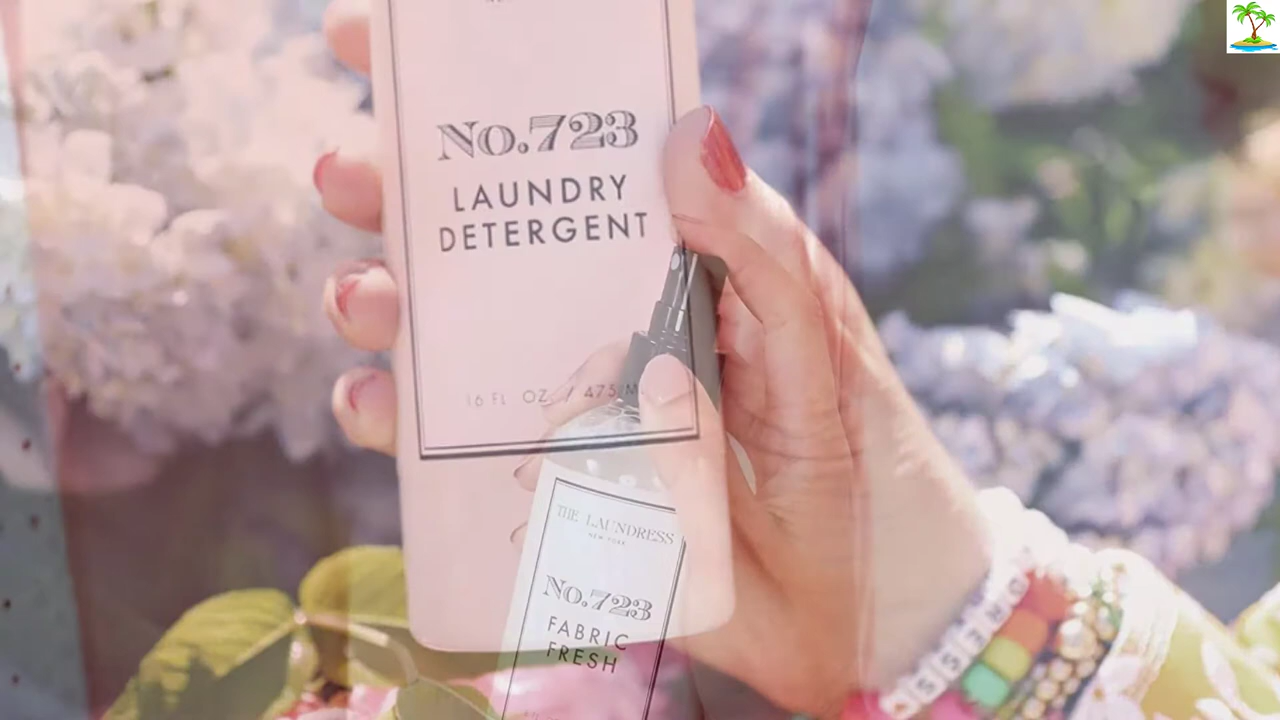 No.723
LAUNDRY
DETERGENT
16 FL OZ. / 475 M
THE LAUNDRESS
NEW YORK
No.723
FABRIC
FRESH